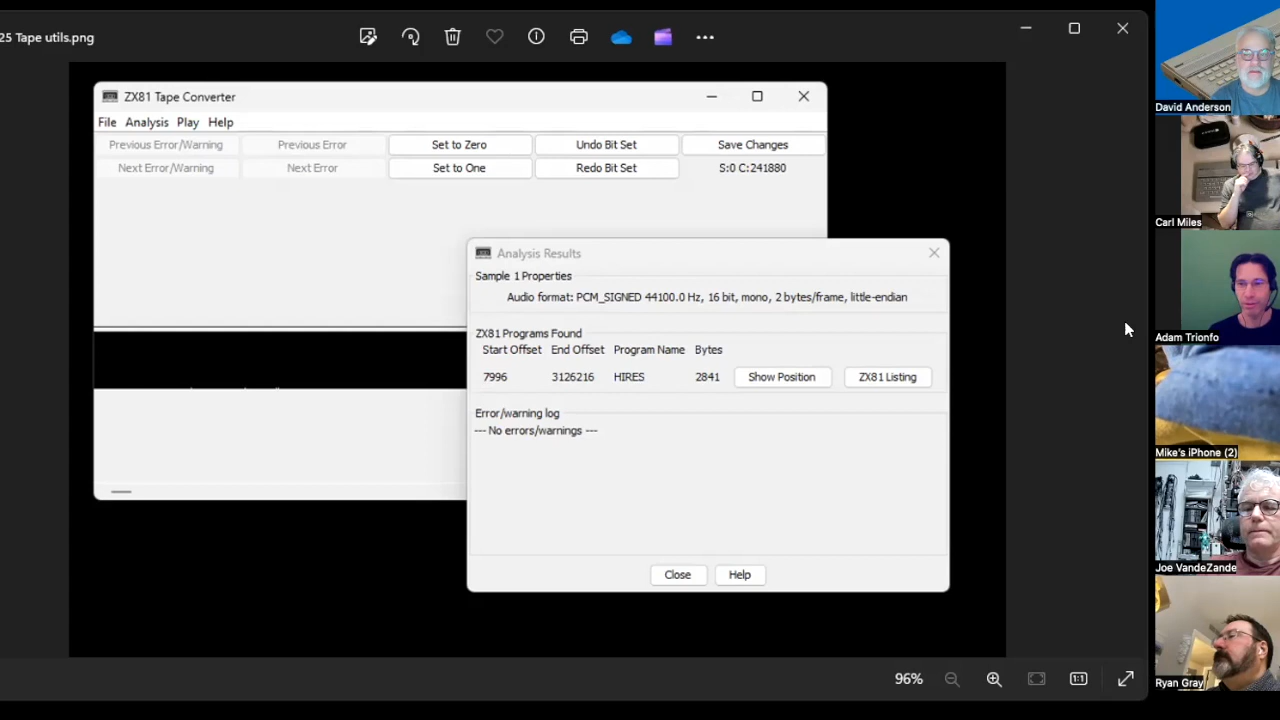 25 Tape utils.png
ZX81 Tape Converter
File Analysis Play Help
Previous Error/Warning Previous Error Set to Zero Undo Bit Set Save Changes
Next Error/Warning Next Error Set to One Redo Bit Set S:0 C:241880
Analysis Results
Sample 1 Properties
Audio format: PCM_SIGNED 44100.0 Hz, 16 bit, mono, 2 bytes/frame, little-endian
ZX81 Programs Found
Start Offset End Offset Program Name Bytes
7996 3126216 HIRES 2841 Show Position ZX81 Listing
Error/warning log
--- No errors/warnings ---
Close Help
96%
1:1
David Anderson
Carl Miles
Adam Trionfo
Mike's iPhone (2)
Joe VandeZande
Ryan Gray